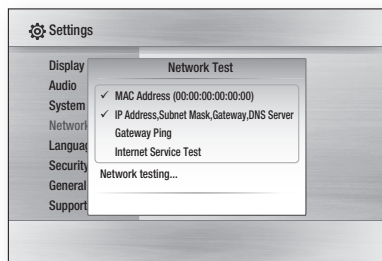 Settings
Display
Audio
System
Network
Security
General
Support
Network Test
✓ MAC Address (00:00:00:00:00:00)
✓ IP Address,Subnet Mask,Gateway,DNS Server
Gateway Ping
Internet Service Test
Network testing...